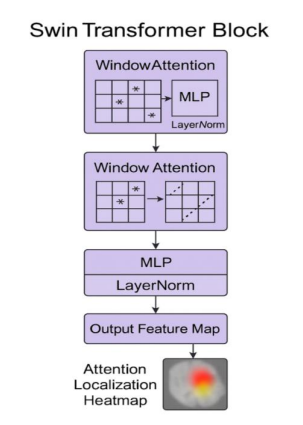 Swin Transformer Block
WindowAttention
*
*
*
MLP
LayerNorm
Window Attention
*
*
MLP
LayerNorm
Output Feature Map
Attention
Localization
Heatmap